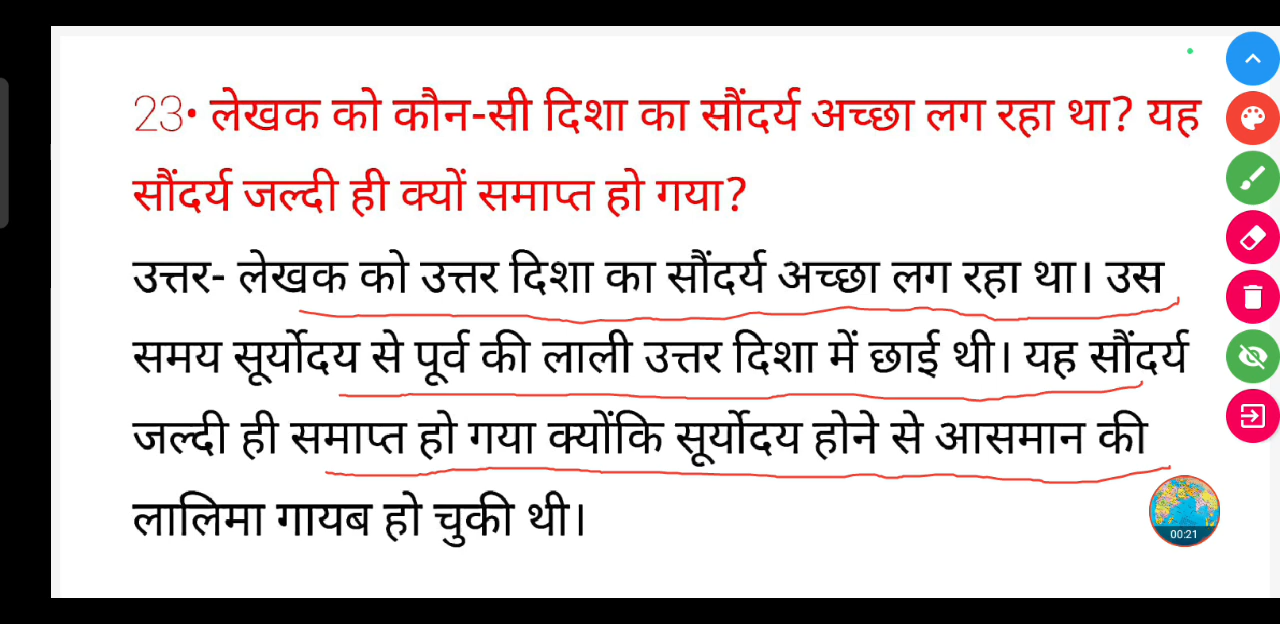 23• लेखक को कौन-सी दिशा का सौंदर्य अच्छा लग रहा था? यह
सौंदर्य जल्दी ही क्यों समाप्त हो गया?
उत्तर- लेखक को उत्तर दिशा का सौंदर्य अच्छा लग रहा था। उस
समय सूर्योदय से पूर्व की लाली उत्तर दिशा में छाई थी। यह सौंदर्य
जल्दी ही समाप्त हो गया क्योंकि सूर्योदय होने से आसमान की
लालिमा गायब हो चुकी थी।
00:21